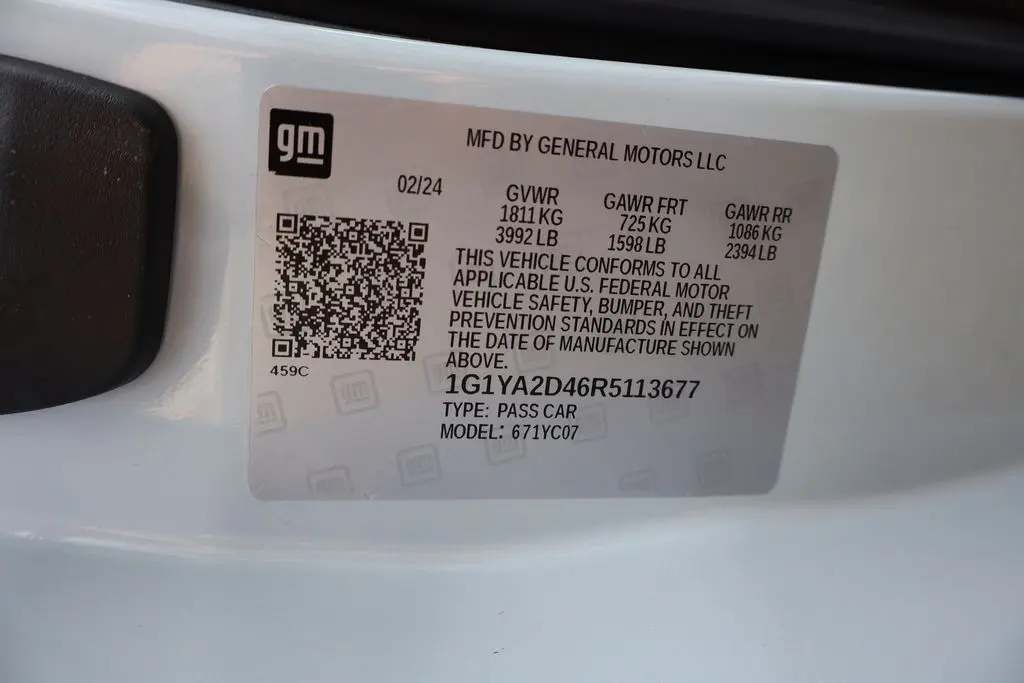 gm
MFD BY GENERAL MOTORS LLC
02/24
GVWR GAWR FRT GAWR RR
1811 KG 725 KG 1086 KG
3992 LB 1598 LB 2394 LB
THIS VEHICLE CONFORMS TO ALL
APPLICABLE U.S. FEDERAL MOTOR
VEHICLE SAFETY, BUMPER, AND THEFT
PREVENTION STANDARDS IN EFFECT ON
THE DATE OF MANUFACTURE SHOWN
ABOVE.
459C
1G1YA2D46R5113677
TYPE: PASS CAR
MODEL: 671YC07